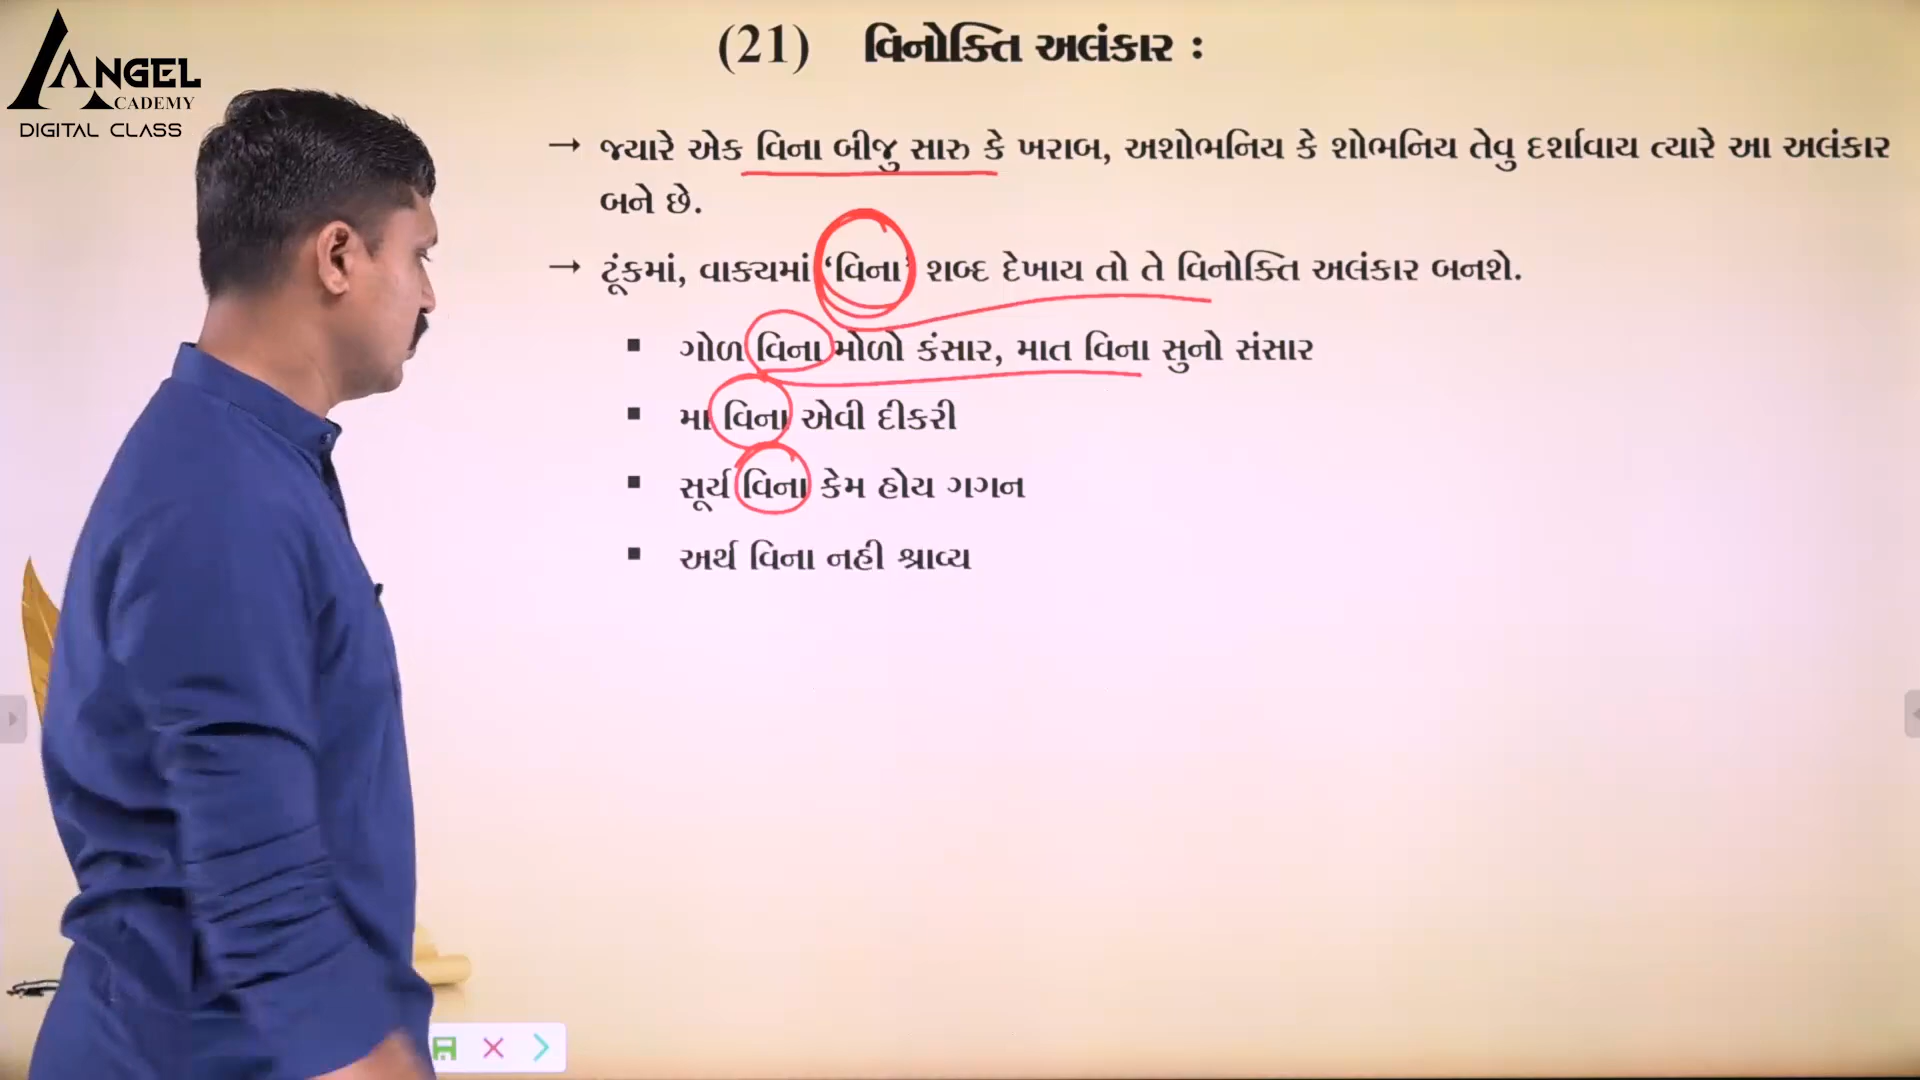 ANGEL
ACADEMY
DIGITAL CLASS
(21) વિનોક્તિ અલંકાર :
→ જ્યારે એક વિના બીજુ સારુ કે ખરાબ, અશોભનિય કે શોભનિય તેવુ દર્શાવાય ત્યારે આ અલંકાર
બને છે.
→ ટૂંકમાં, વાક્યમાં ‘વિના’ શબ્દ દેખાય તો તે વિનોક્તિ અલંકાર બનશે.
▪ ગોળ વિના મોળો કંસાર, માત વિના સુનો સંસાર
▪ મા વિના એવી દીકરી
▪ સૂર્ય વિના કેમ હોય ગગન
▪ અર્થ વિના નહી શ્રાવ્ય